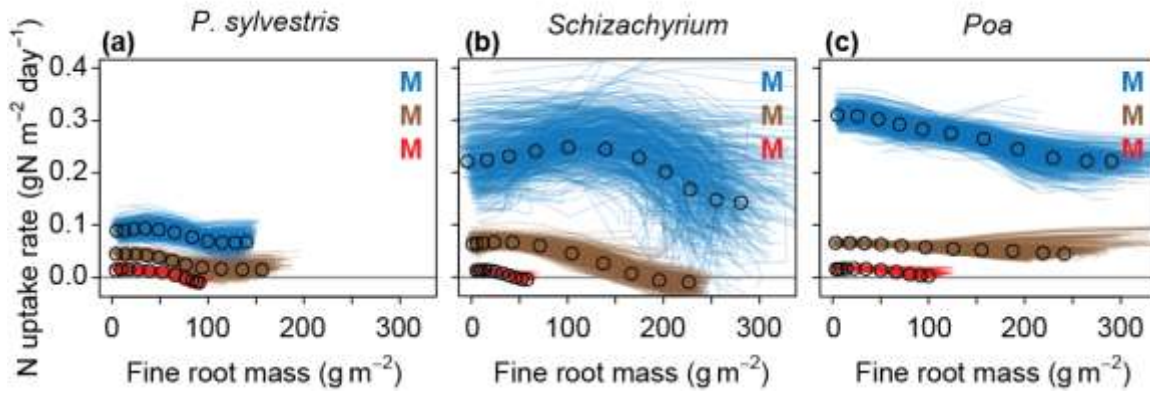 P. sylvestris
Schizachyrium
Poa
(a)
(b)
(c)
N uptake rate (gN m⁻² day⁻¹)
0.4
0.3
0.2
0.1
0.0
M
M
M
M
M
M
M
M
M
0 100 200 300
0 100 200 300
0 100 200 300
Fine root mass (g m⁻²)
Fine root mass (g m⁻²)
Fine root mass (g m⁻²)